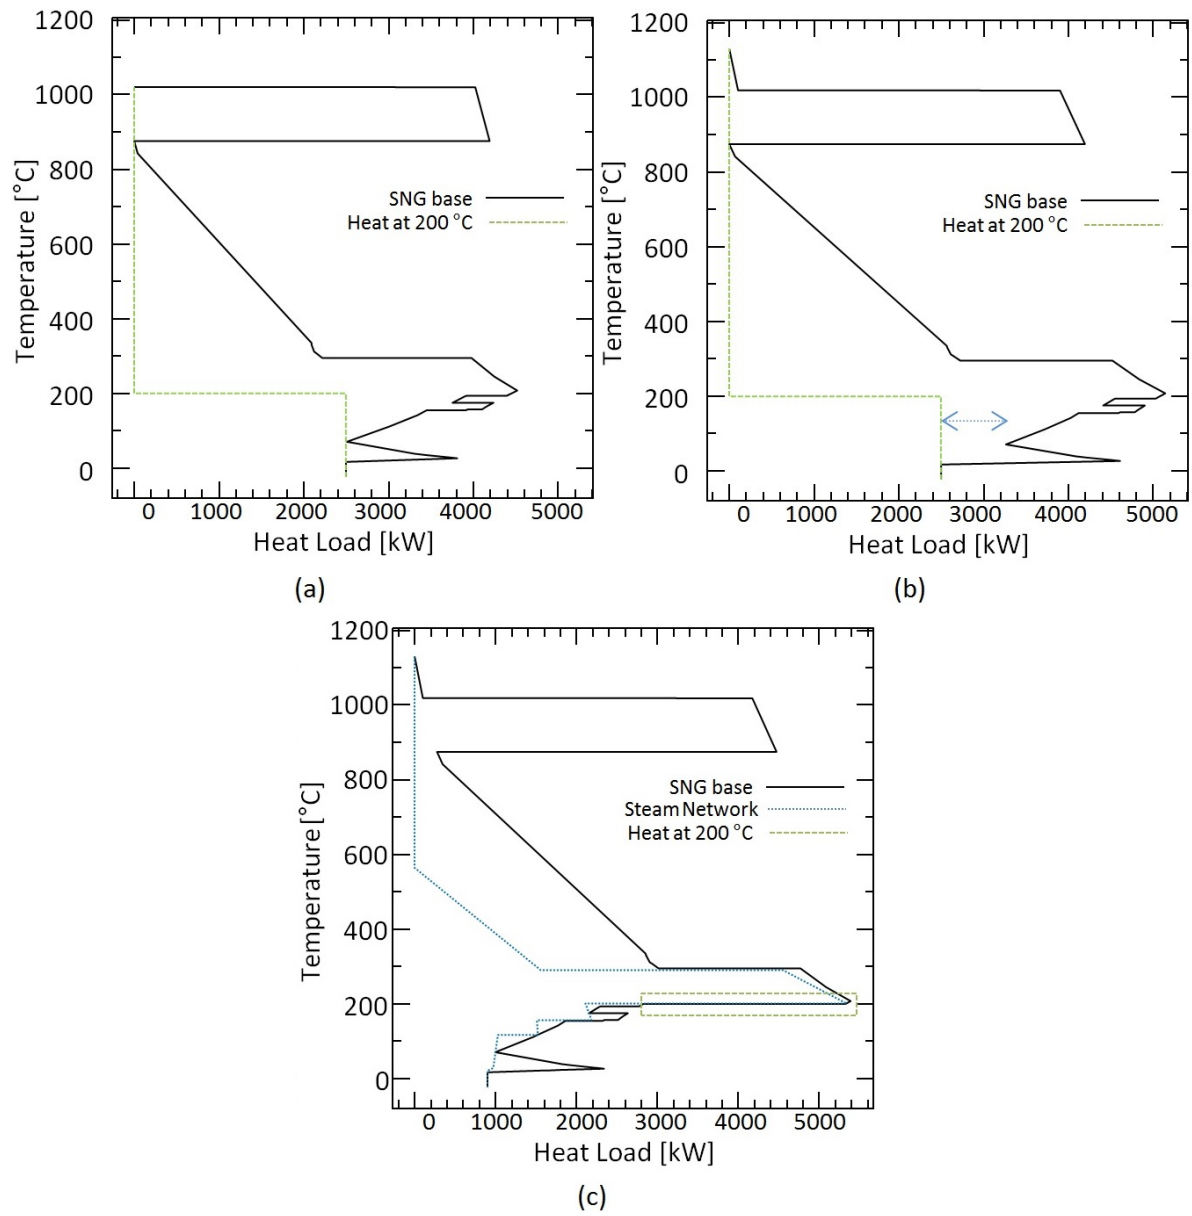 1200
1000
800
600
400
200
0
Temperature [°C]
SNG base
Heat at 200 °C
0 1000 2000 3000 4000 5000
Heat Load [kW]
(a)
1200
1000
800
600
400
200
0
Temperature [°C]
SNG base
Heat at 200 °C
0 1000 2000 3000 4000 5000
Heat Load [kW]
(b)
1200
1000
800
600
400
200
0
Temperature [°C]
SNG base
Steam Network
Heat at 200 °C
0 1000 2000 3000 4000 5000
Heat Load [kW]
(c)